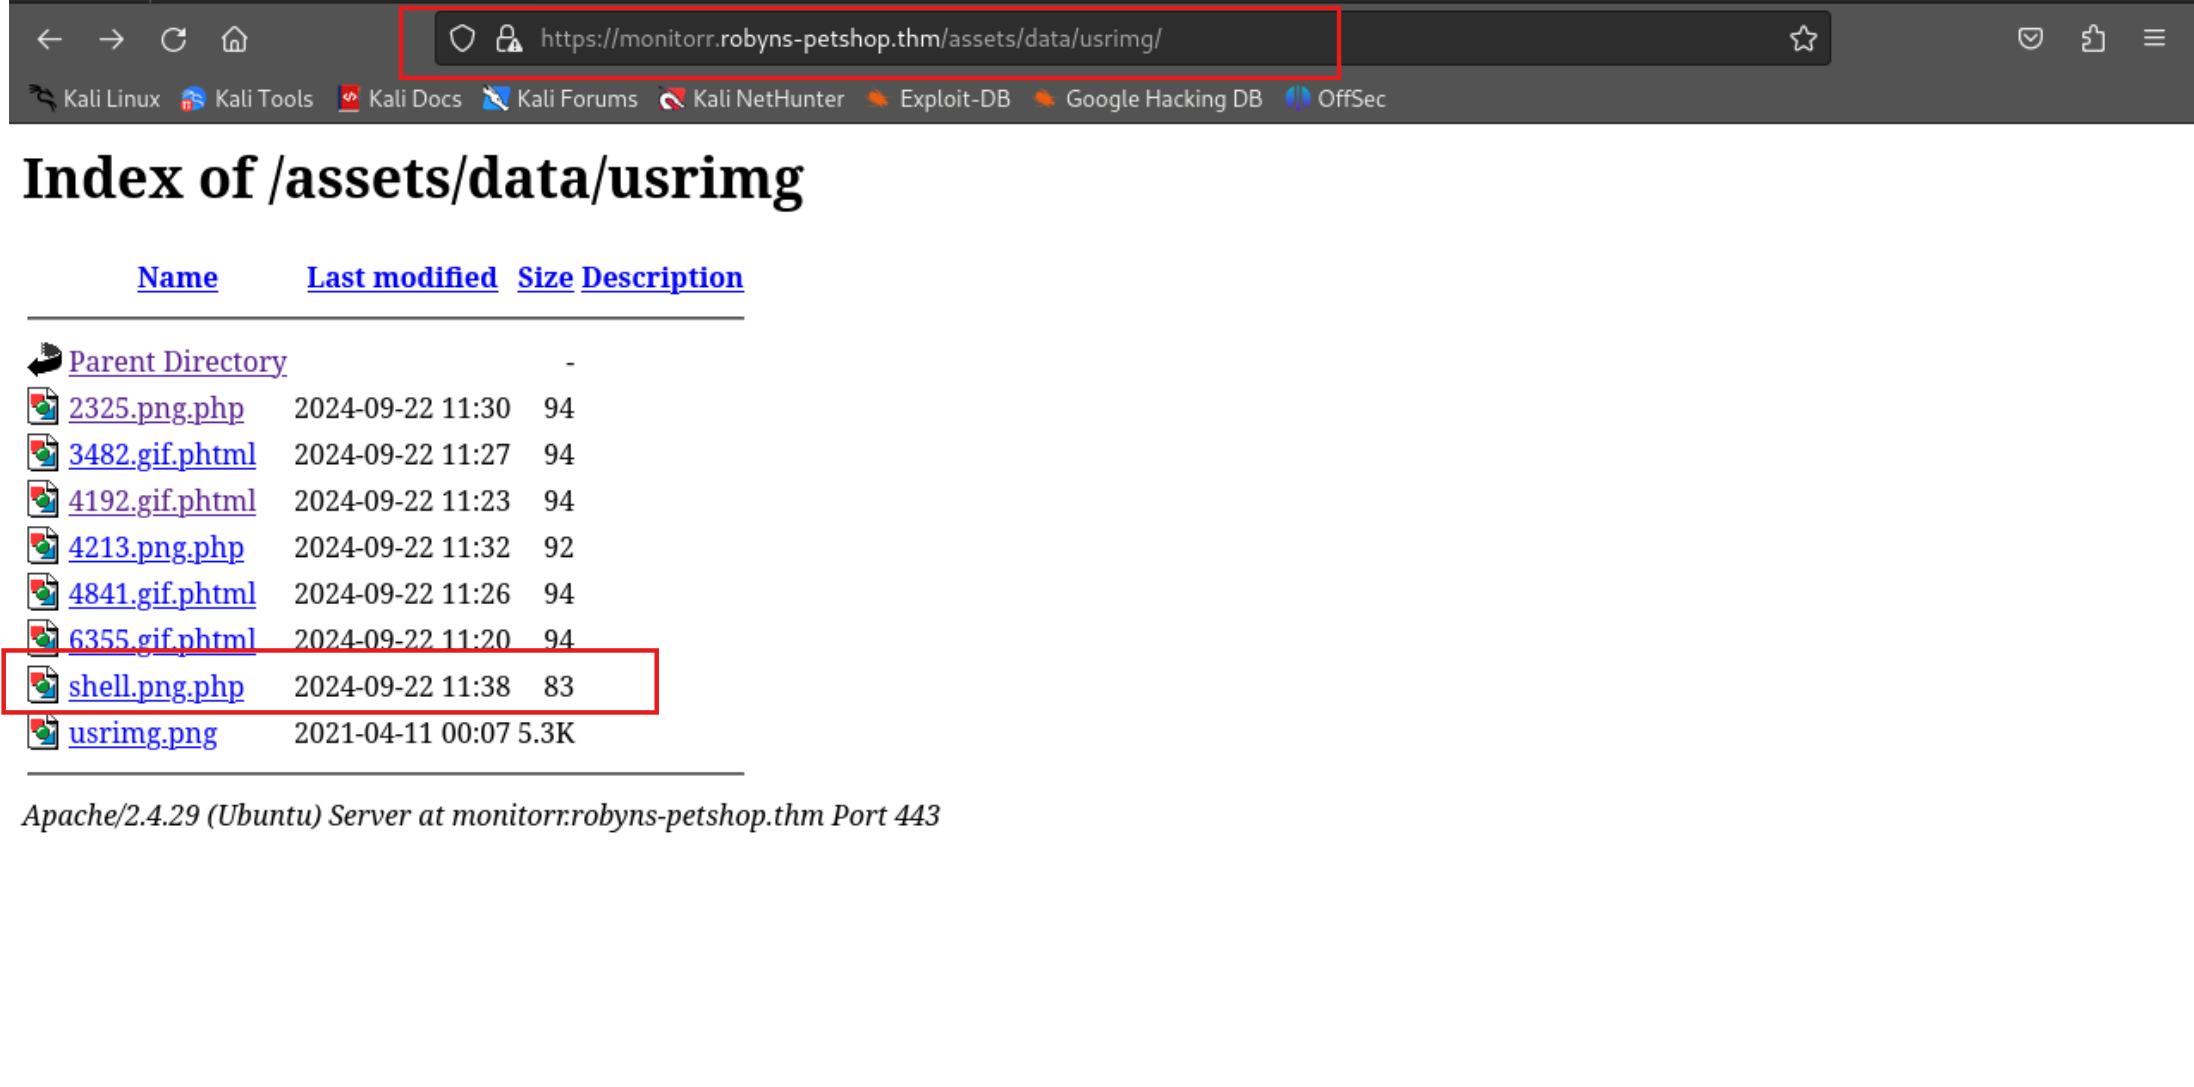 https://monitorr.robyns-petshop.thm/assets/data/usrimg/
Kali Linux Kali Tools Kali Docs Kali Forums Kali NetHunter Exploit-DB Google Hacking DB OffSec
Index of /assets/data/usrimg
Name Last modified Size Description
Parent Directory -
2325.png.php 2024-09-22 11:30 94
3482.gif.phtml 2024-09-22 11:27 94
4192.gif.phtml 2024-09-22 11:23 94
4213.png.php 2024-09-22 11:32 92
4841.gif.phtml 2024-09-22 11:26 94
6355.gif.phtml 2024-09-22 11:20 94
shell.png.php 2024-09-22 11:38 83
usrimg.png 2021-04-11 00:07 5.3K
Apache/2.4.29 (Ubuntu) Server at monitorr.robyns-petshop.thm Port 443